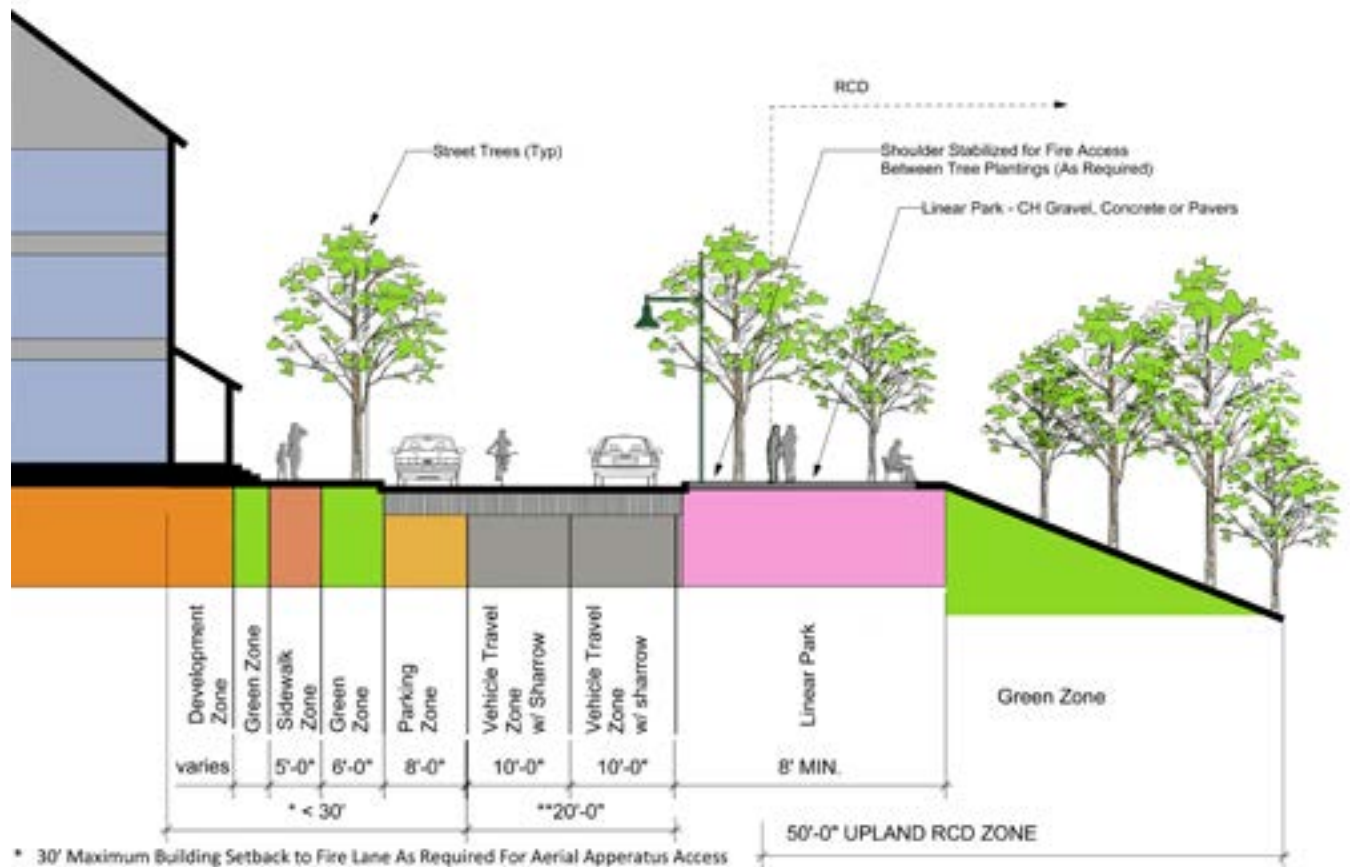 RCD
Street Trees (Typ)
Shoulder Stabilized for Fire Access
Between Tree Plantings (As Required)
Linear Park - CH Gravel, Concrete or Pavers
Development
Zone
Green Zone
Sidewalk
Zone
Green
Zone
Parking
Zone
Vehicle Travel
Zone
w/ Sharrow
Vehicle Travel
Zone
w/ sharrow
Linear Park
Green Zone
varies
5'-0"
6'-0"
8'-0"
10'-0"
10'-0"
8' MIN.
* < 30'
**20'-0"
50'-0" UPLAND RCD ZONE
* 30' Maximum Building Setback to Fire Lane As Required For Aerial Apperatus Access